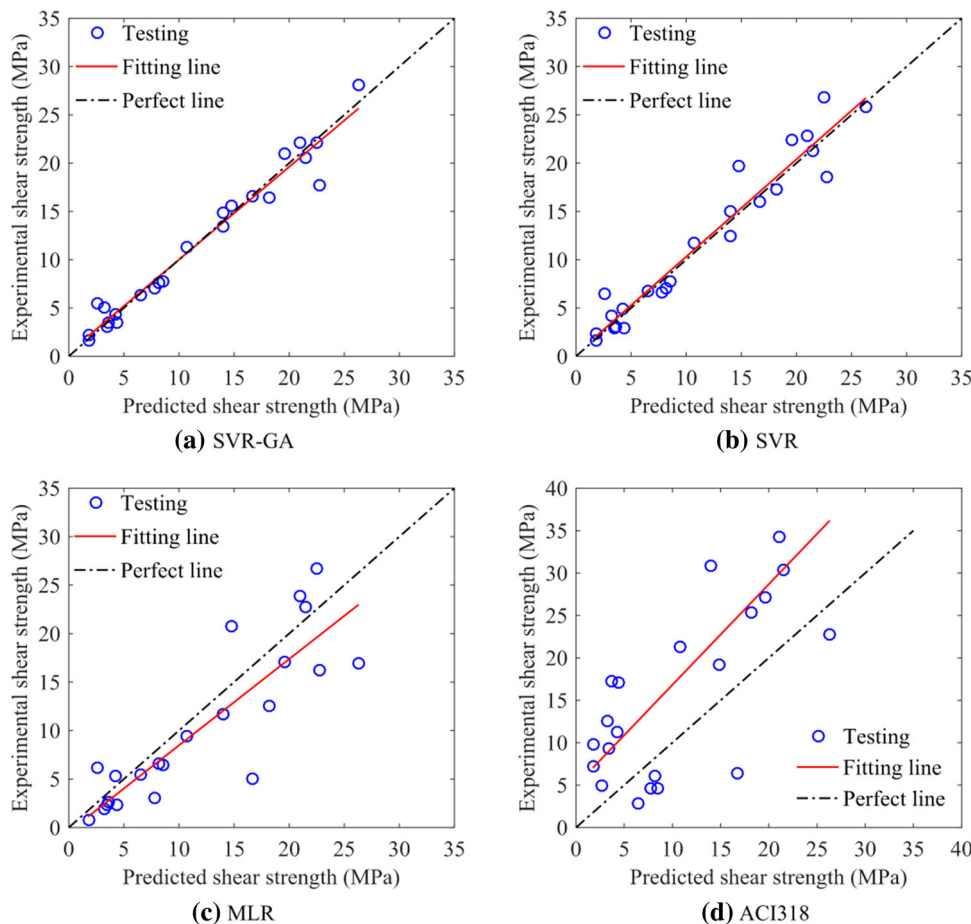 35
30
25
20
15
10
5
0
Experimental shear strength (MPa)
Testing
Fitting line
Perfect line
0 5 10 15 20 25 30 35
Predicted shear strength (MPa)
(a) SVR-GA
35
30
25
20
15
10
5
0
Experimental shear strength (MPa)
Testing
Fitting line
Perfect line
0 5 10 15 20 25 30 35
Predicted shear strength (MPa)
(b) SVR
35
30
25
20
15
10
5
0
Experimental shear strength (MPa)
Testing
Fitting line
Perfect line
0 5 10 15 20 25 30 35
Predicted shear strength (MPa)
(c) MLR
40
35
30
25
20
15
10
5
0
Experimental shear strength (MPa)
Testing
Fitting line
Perfect line
0 5 10 15 20 25 30 35 40
Predicted shear strength (MPa)
(d) ACI318